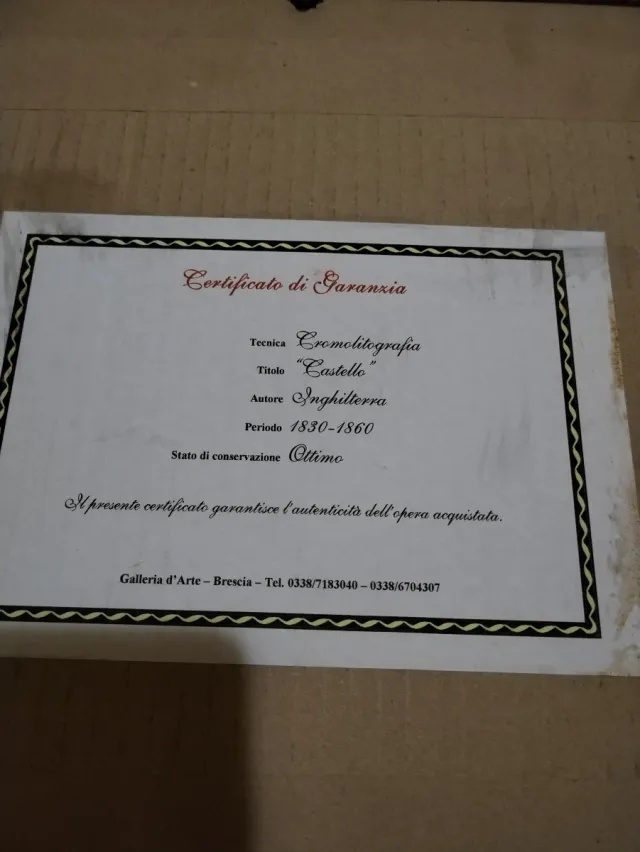 Certificato di Garanzia
Tecnica Cromolitografia
Titolo "Castello"
Autore Inghilterra
Periodo 1830-1860
Stato di conservazione Ottimo
Il presente certificato garantisce l'autenticità dell'opera acquistata.
Galleria d'Arte – Brescia – Tel. 0338/7183040 – 0338/6704307